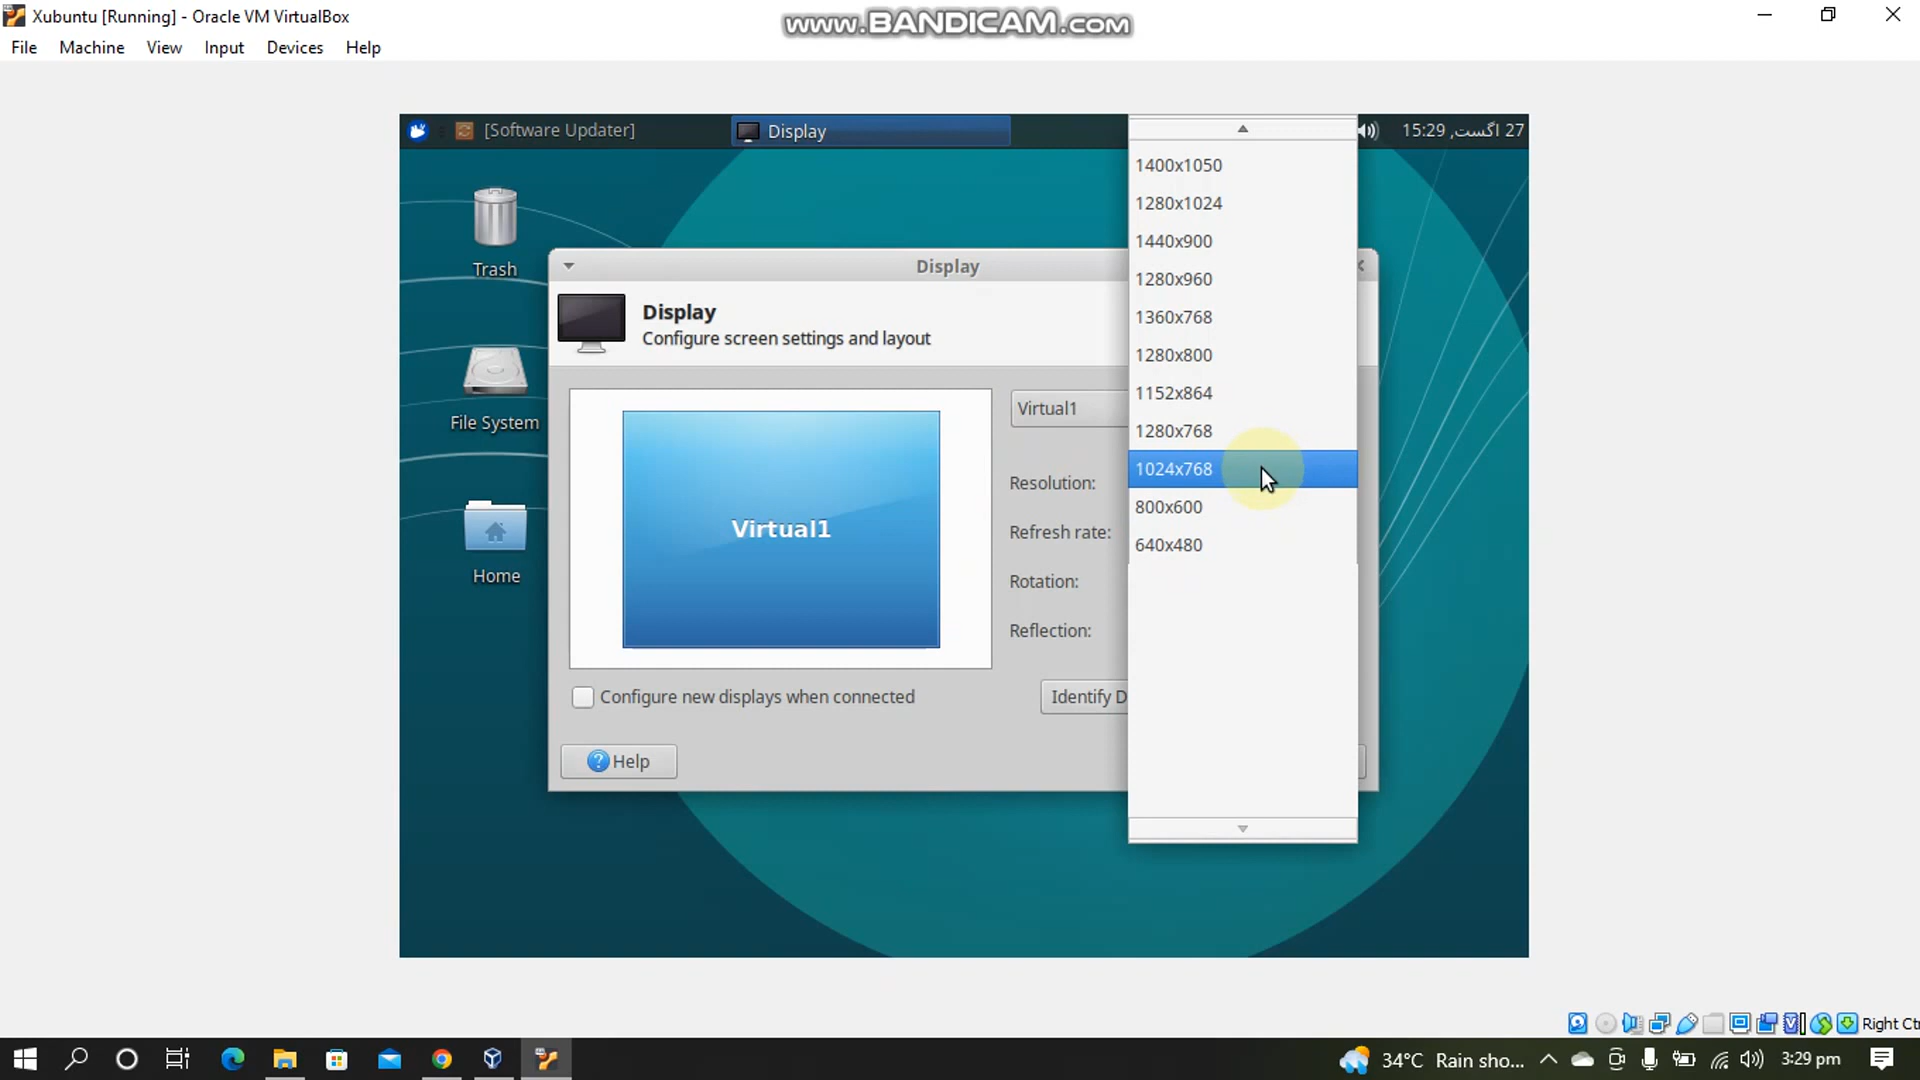 Xubuntu [Running] - Oracle VM VirtualBox
www.BANDICAM.com
File Machine View Input Devices Help
[Software Updater]
Display
15:29 ,اگست 27
Trash
File System
Home
Display
Display
Configure screen settings and layout
Virtual1
Virtual1
Resolution:
Refresh rate:
Rotation:
Reflection:
Configure new displays when connected
Identify D
Help
1400x1050
1280x1024
1440x900
1280x960
1360x768
1280x800
1152x864
1280x768
1024x768
800x600
640x480
Right Ctr
34°C Rain sho...
3:29 pm